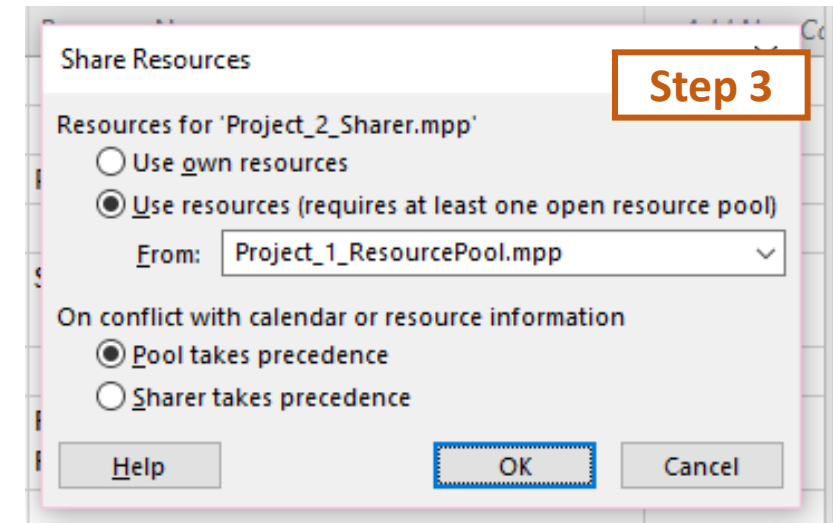 Share Resources
Step 3
Resources for 'Project_2_Sharer.mpp'
Use own resources
Use resources (requires at least one open resource pool)
From: Project_1_ResourcePool.mpp
On conflict with calendar or resource information
Pool takes precedence
Sharer takes precedence
Help OK Cancel